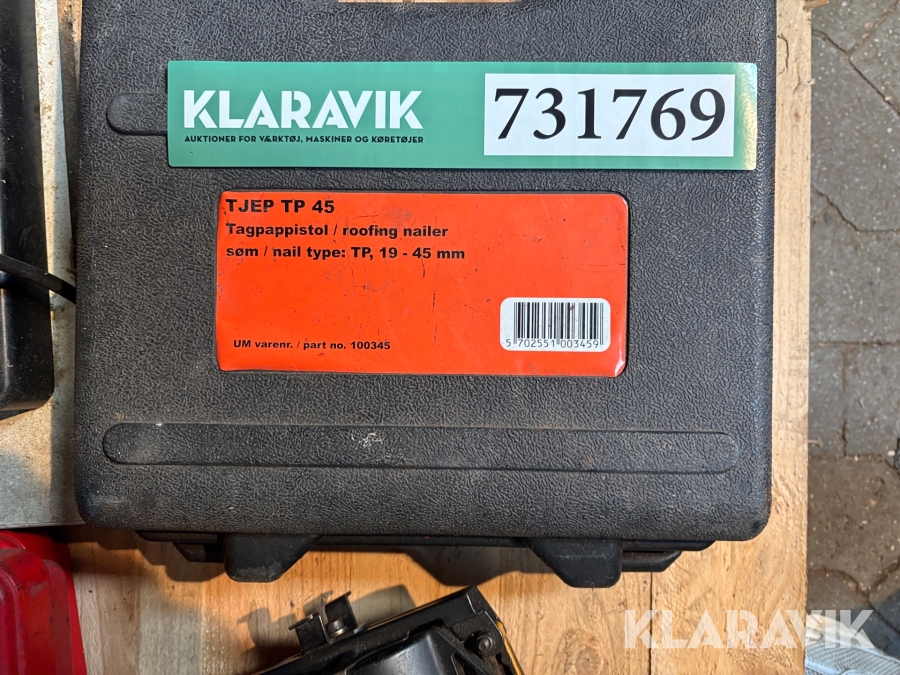 KLARAVIK
AUKTIONER FOR VÆRKTØJ, MASKINER OG KØRETØJER
731769
TJEP TP 45
Tagpappistol / roofing nailer
søm / nail type: TP, 19 - 45 mm
UM varenr. / part no. 100345
5 702551 003459
KLARAVIK